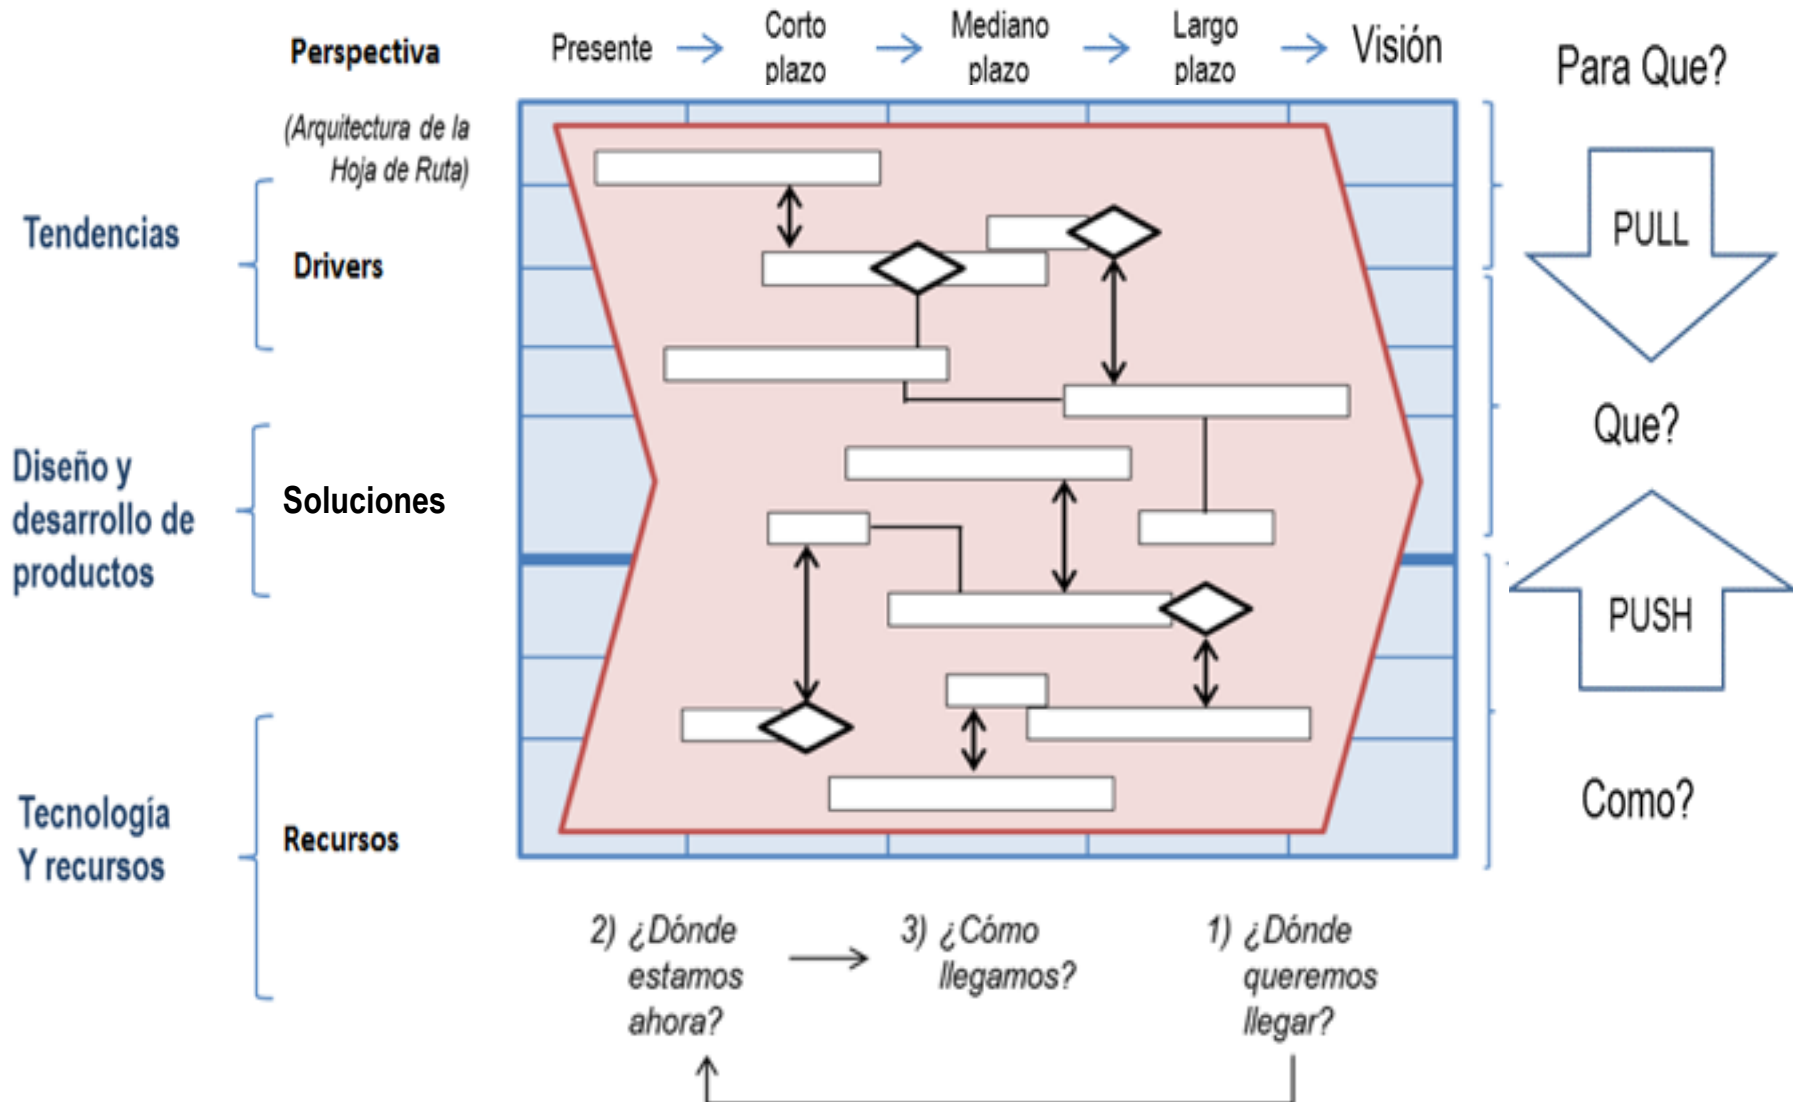 Perspectiva
(Arquitectura de la
Hoja de Ruta)
Presente
Corto
plazo
Mediano
plazo
Largo
plazo
Visión
Para Que?
Tendencias
Drivers
PULL
Que?
Diseño y
desarrollo de
productos
Soluciones
PUSH
Tecnología
Y recursos
Recursos
Como?
2) ¿Dónde
estamos
ahora?
3) ¿Cómo
llegamos?
1) ¿Dónde
queremos
llegar?